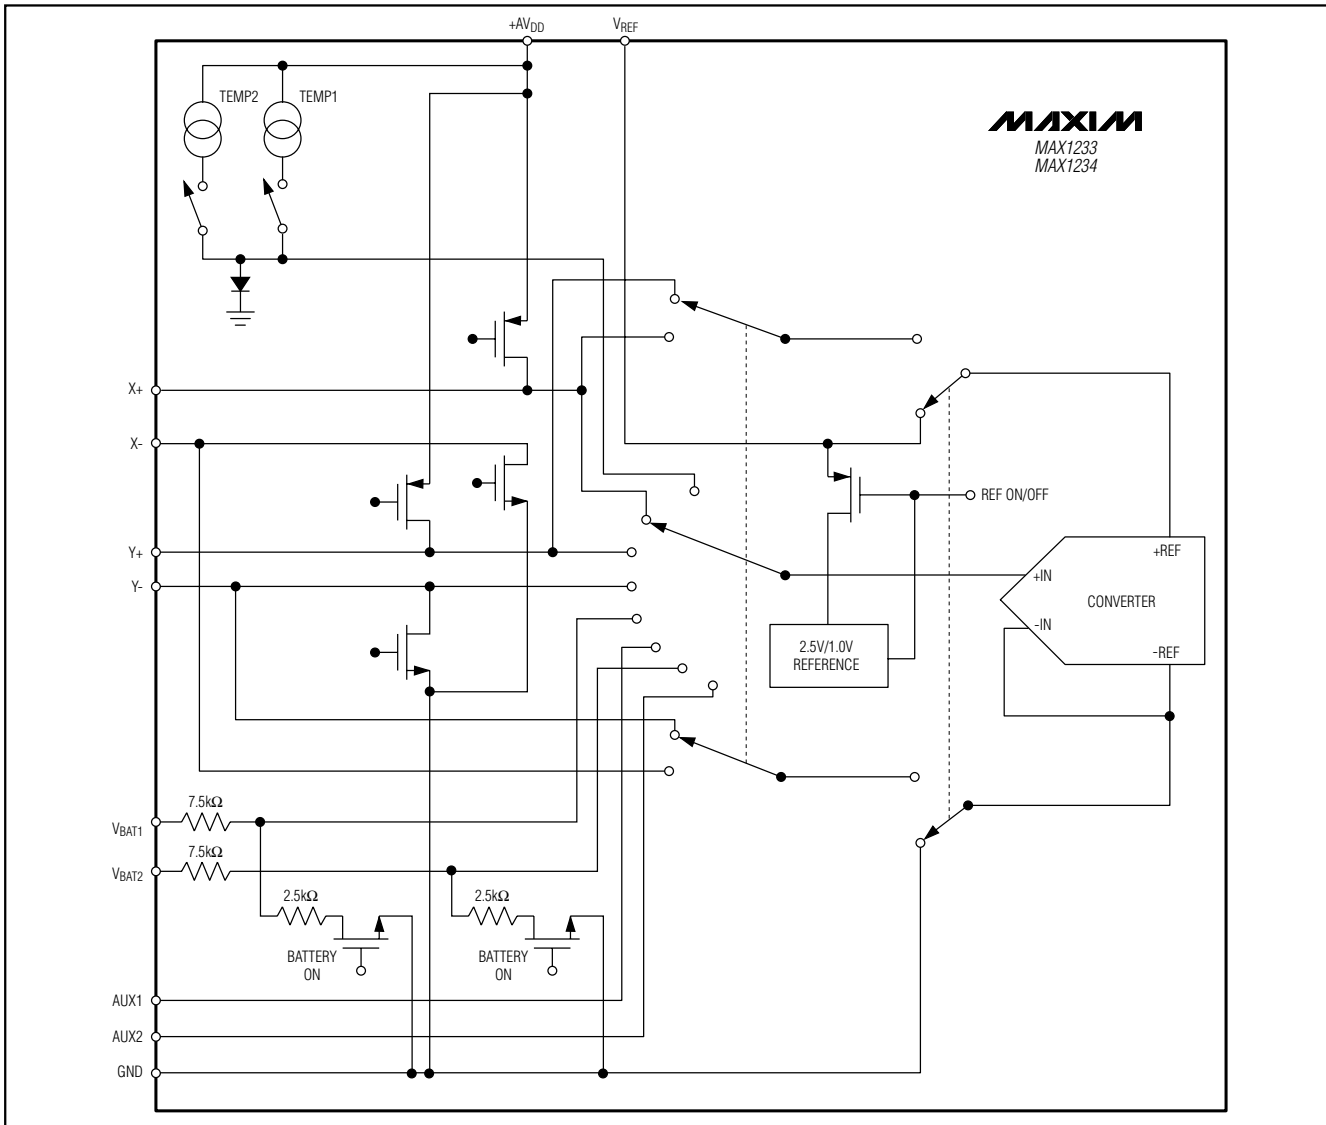 +AVDD
VREF
TEMP2
TEMP1
MAXIM
MAX1233
MAX1234
X+
X-
REF ON/OFF
Y+
+REF
+IN
Y-
CONVERTER
-IN
2.5V/1.0V
REFERENCE
-REF
7.5kΩ
VBAT1
7.5kΩ
VBAT2
2.5kΩ
2.5kΩ
BATTERY
ON
BATTERY
ON
AUX1
AUX2
GND